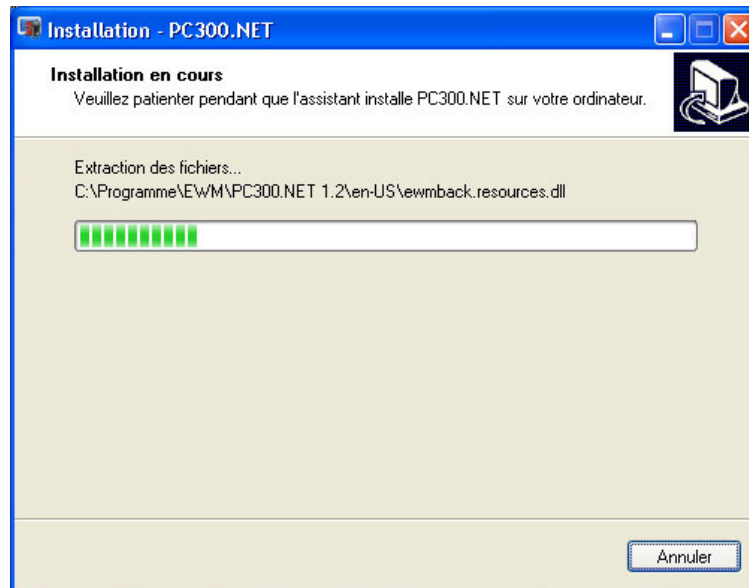 Installation - PC300.NET
Installation en cours
Veuillez patienter pendant que l'assistant installe PC300.NET sur votre ordinateur.
Extraction des fichiers...
C:\Programme\EWM\PC300.NET 1.2\en-US\ewmback.resources.dll
Annuler